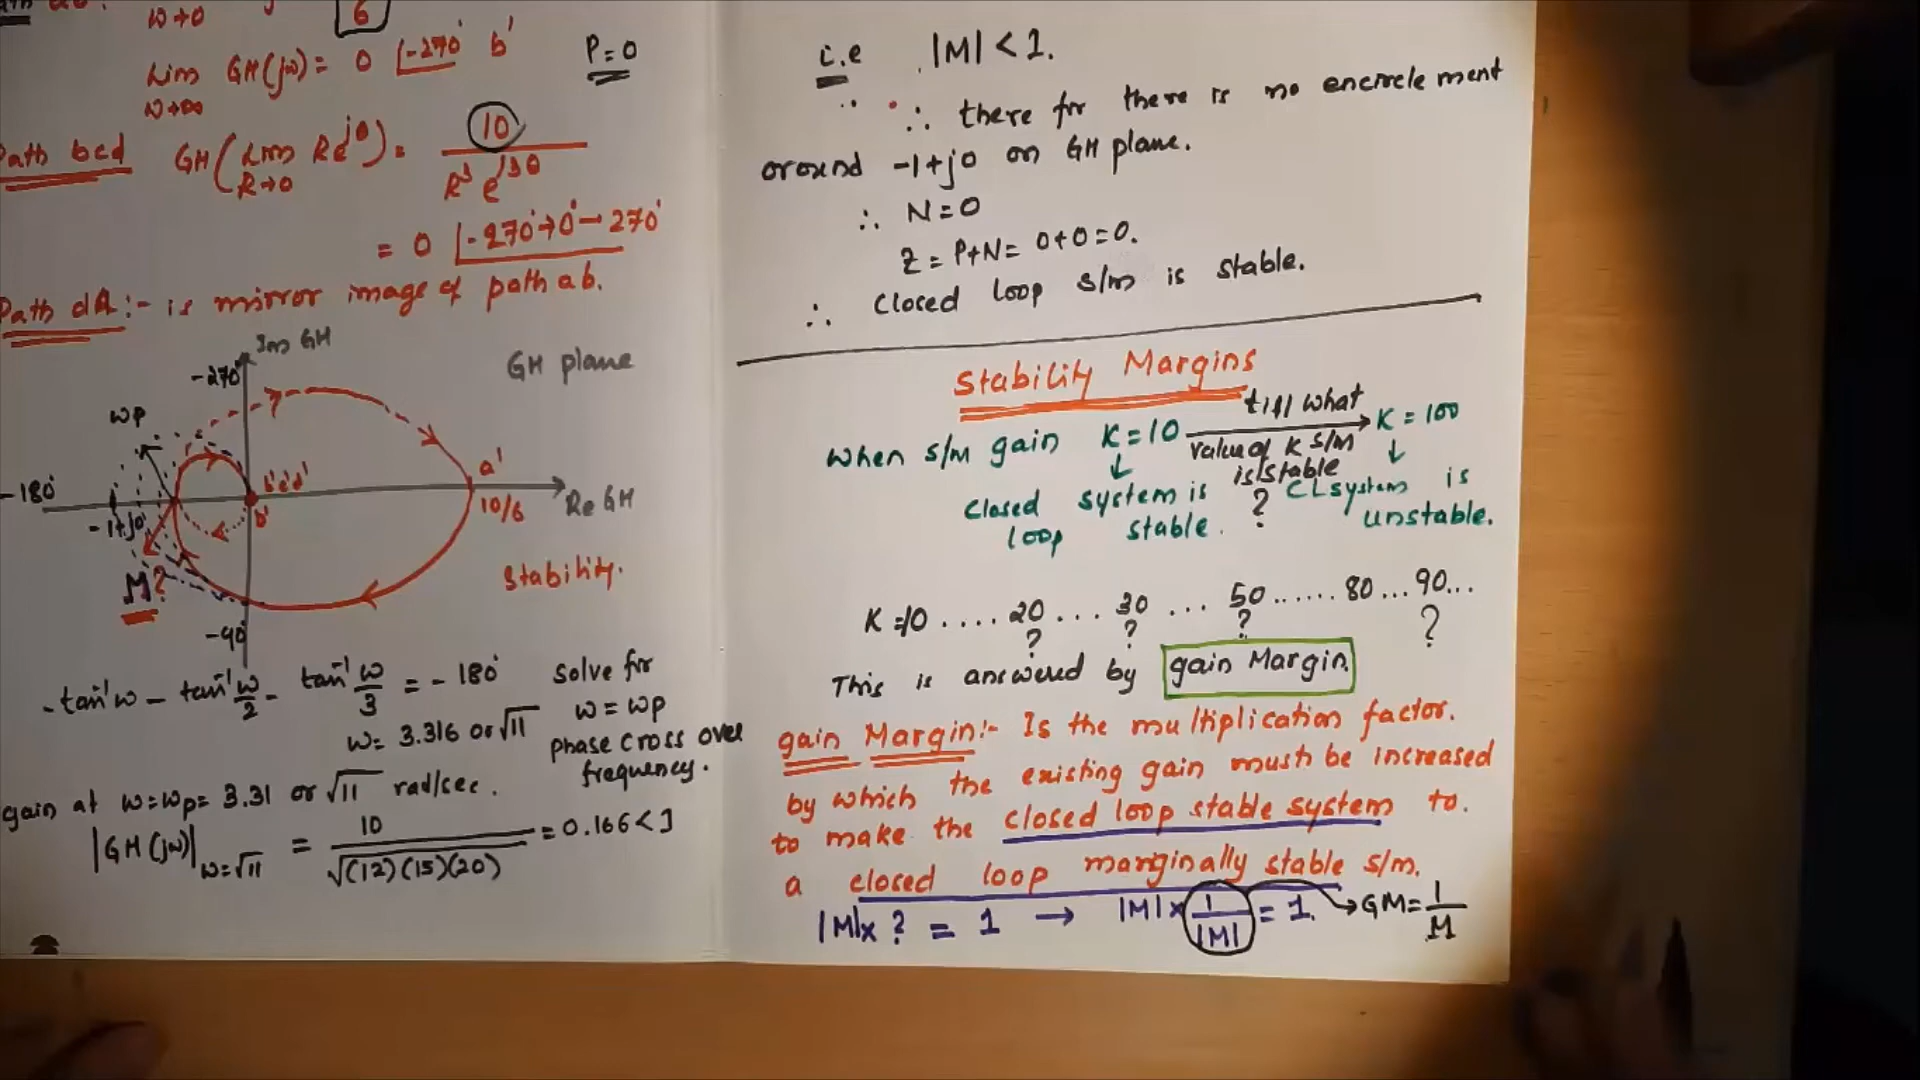 ω→0
6
Lim GH(jω) = 0 ∠-270° b'
ω→∞
P=0
Path bcd GH(Lim Re^jθ) = 10
R→0 R³ e^j3θ
= 0 ∠-270°→0°→270°
Path dA :- is mirror image of path ab.
Im GH
GH plane
-270°
ωp
a'
-180°
b'c'd'
b'
10/6
Re GH
-1+j0
M?
Stability.
-90°
-tan⁻¹ω - tan⁻¹ω/2 - tan⁻¹ω/3 = -180° Solve for
ω = 3.316 or √11 ω = ωp
phase cross over
frequency.
gain at ω=ωp= 3.31 or √11 rad/sec.
|GH(jω)| ω=√11 = 10 / √(12)(15)(20) = 0.166 < 1
i.e |M| < 1.
∴ there for there is no encirclement
around -1+j0 on GH plane.
∴ N=0
Z = P+N = 0+0=0.
∴ Closed loop s/m is stable.
Stability Margins
When s/m gain K=10 till what value of K s/m is stable ? → K = 100
↓ ↓
Closed loop system is stable. CL system is unstable.
K=10 .... 20 ... 30 ... 50 ...... 80 ... 90...
? ? ? ?
This is answered by gain Margin.
gain Margin:- Is the multiplication factor.
by which the existing gain must be increased
to make the closed loop stable system to.
a closed loop marginally stable s/m.
|M| x ? = 1 → |M| x 1/|M| = 1. → GM = 1/M